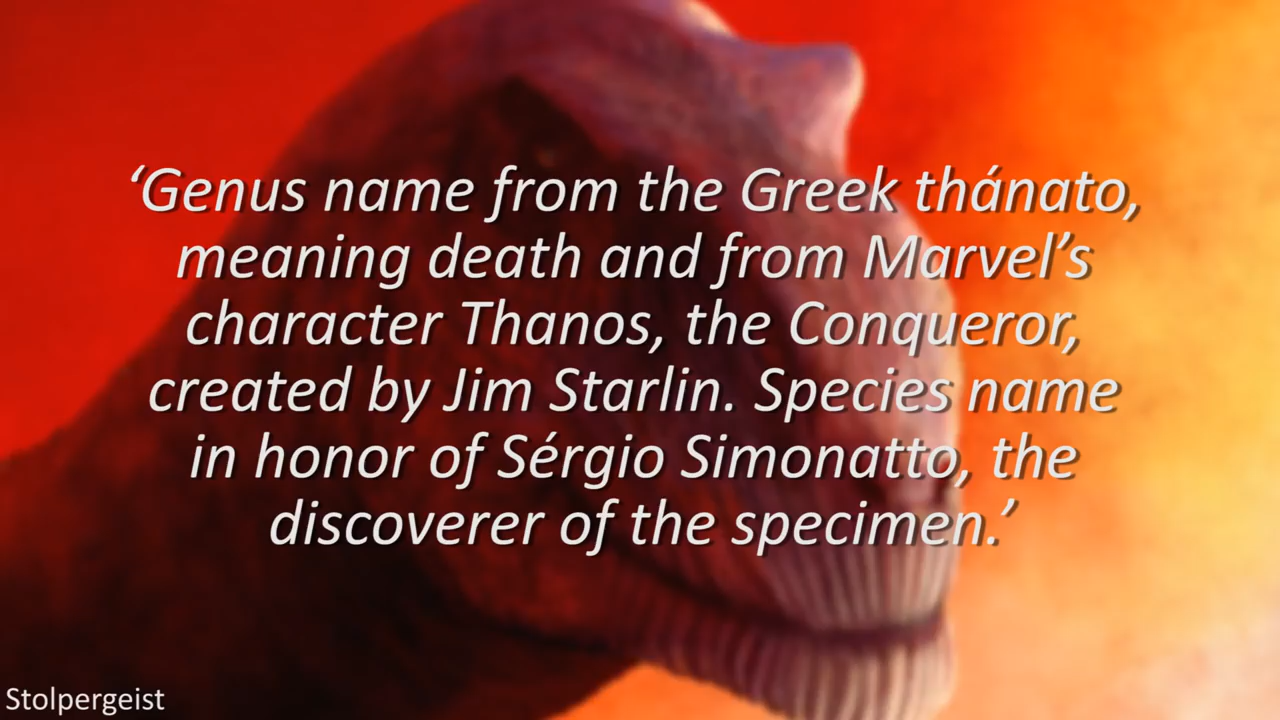 ‘Genus name from the Greek thánato,
meaning death and from Marvel’s
character Thanos, the Conqueror,
created by Jim Starlin. Species name
in honor of Sérgio Simonatto, the
discoverer of the specimen.’
Stolpergeist